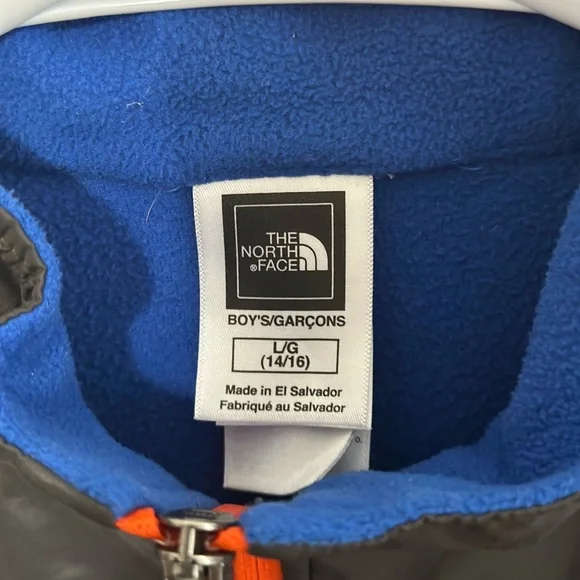 THE
NORTH
®FACE
BOY'S/GARÇONS
L/G
(14/16)
Made in El Salvador
Fabriqué au Salvador